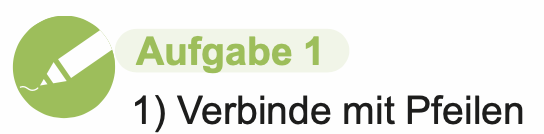 Aufgabe 1
1) Verbinde mit Pfeilen